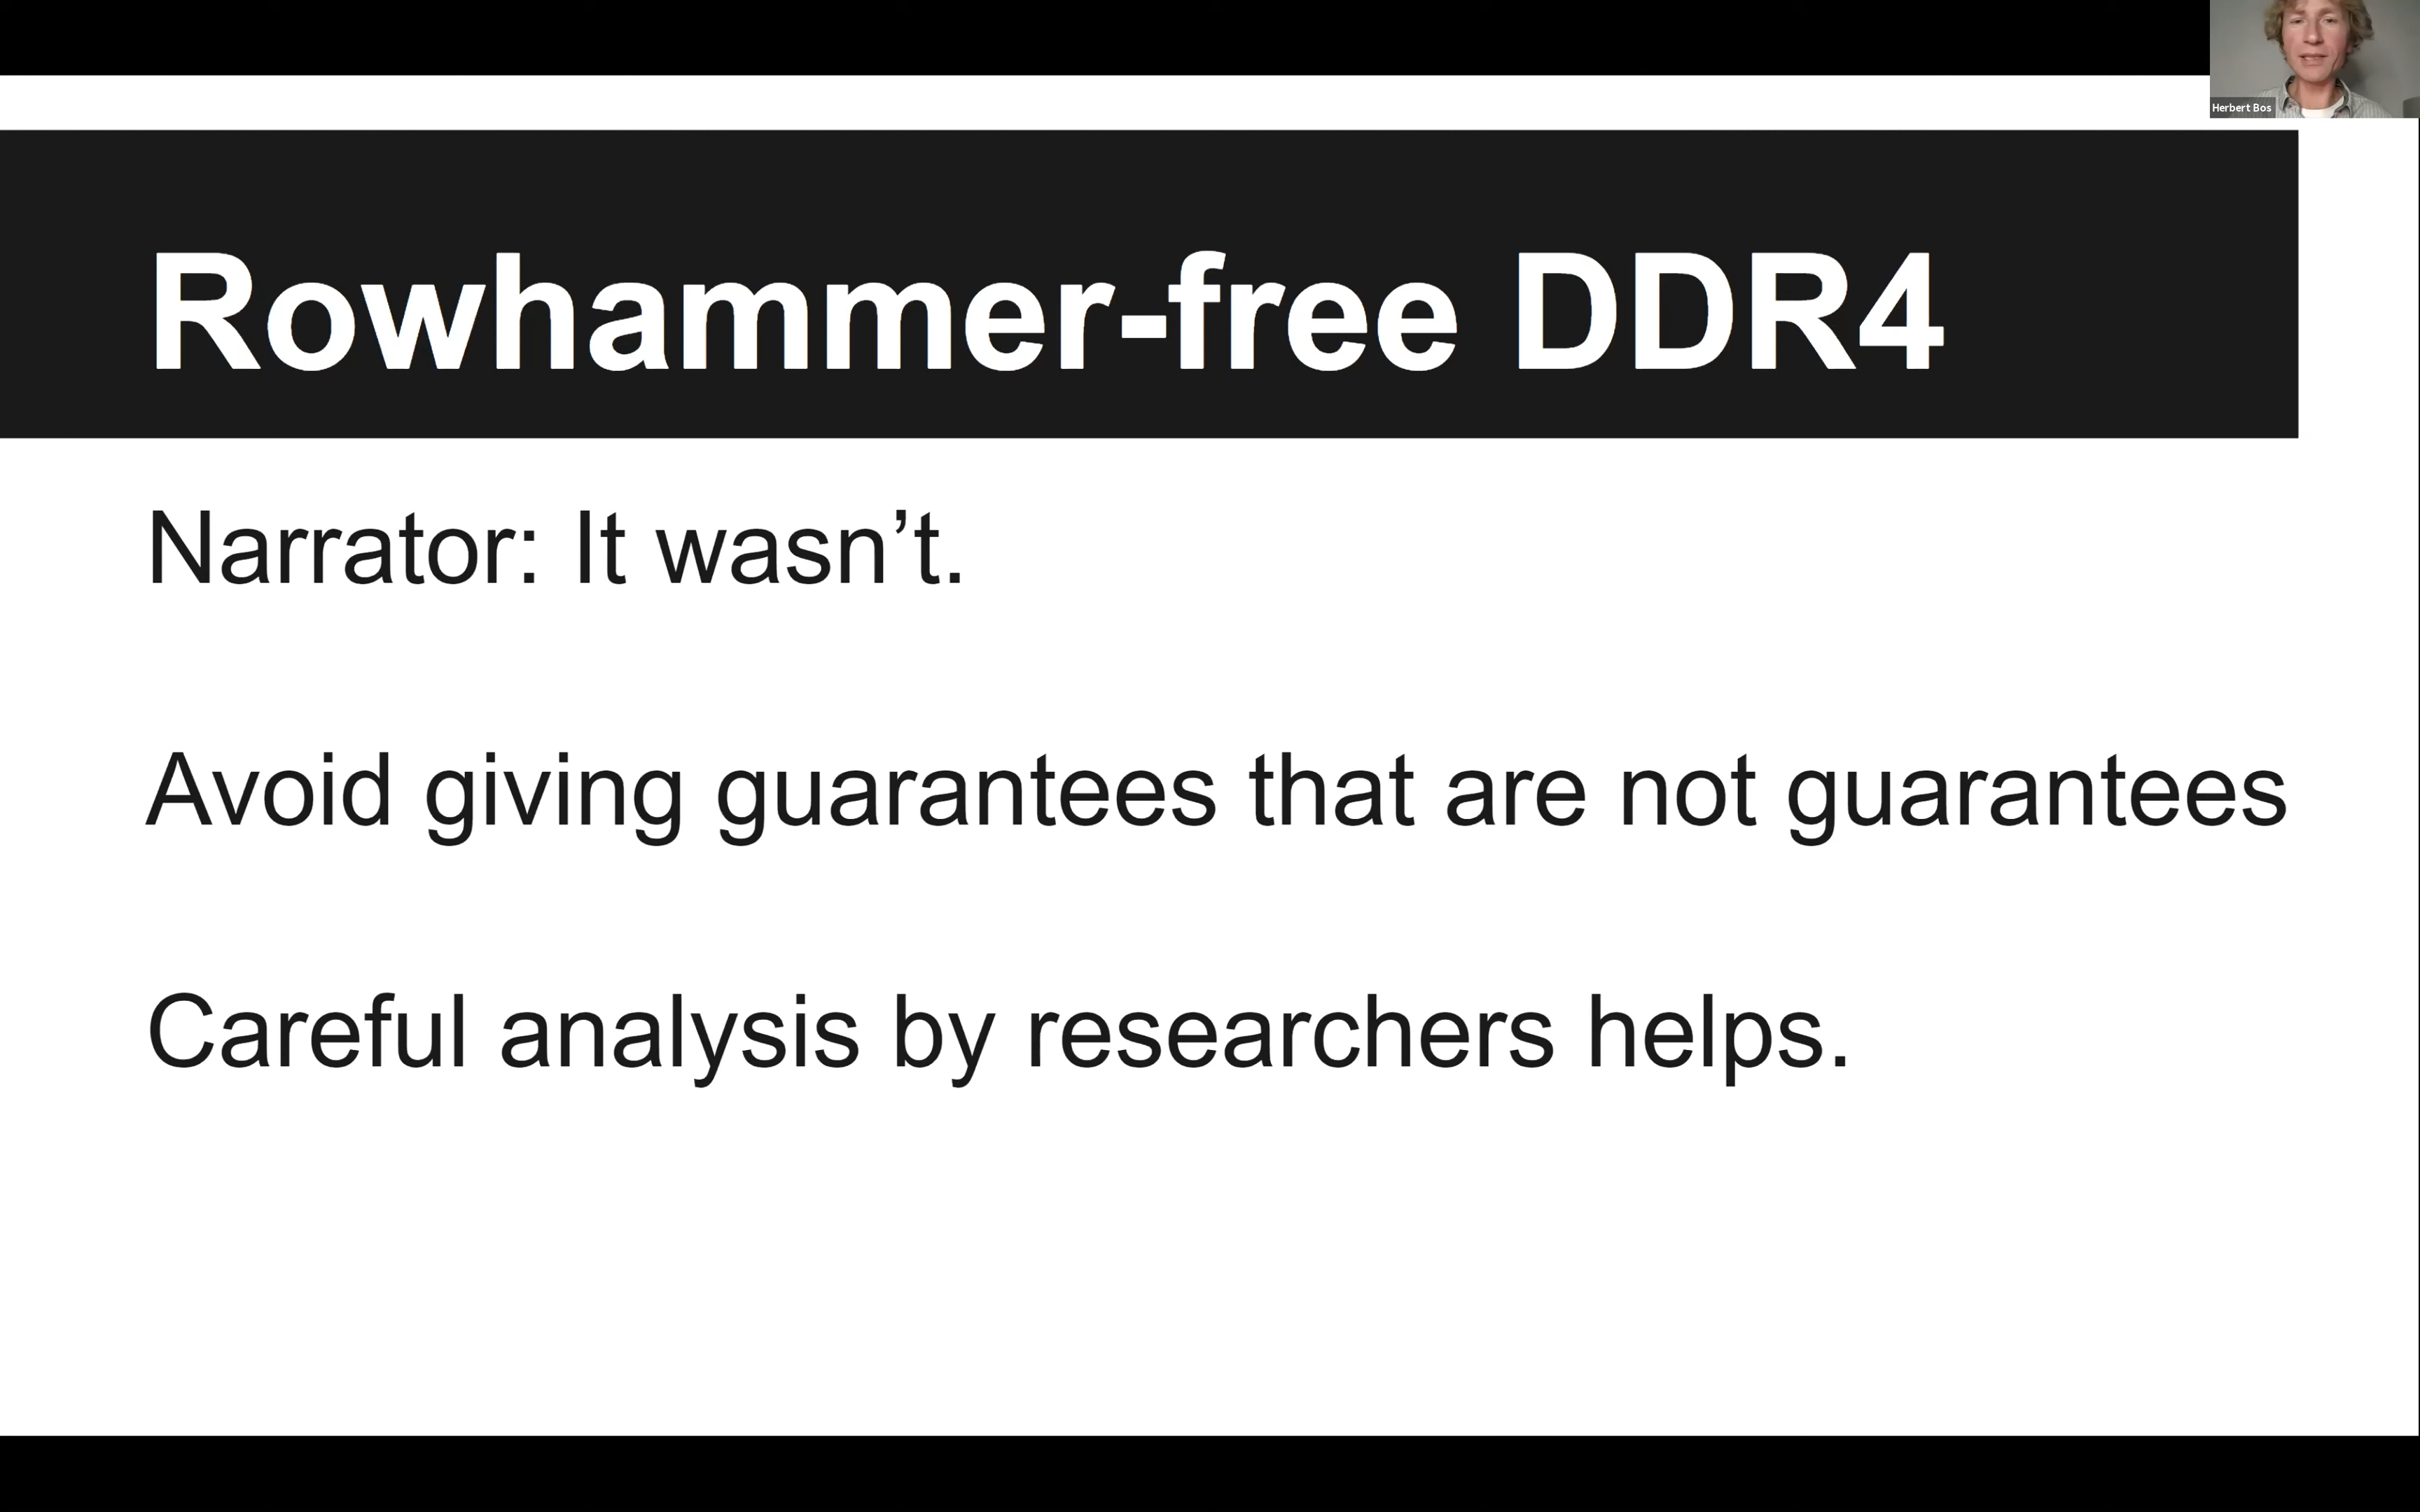 Herbert Bos
Rowhammer-free DDR4
Narrator: It wasn’t.
Avoid giving guarantees that are not guarantees
Careful analysis by researchers helps.